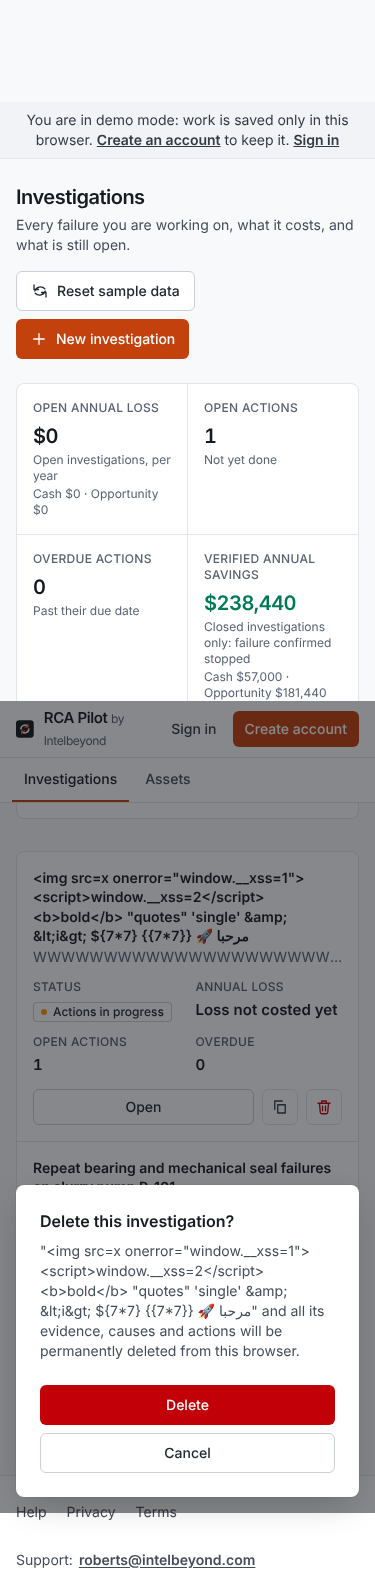 You are in demo mode: work is saved only in this
browser. Create an account to keep it. Sign in
Investigations
Every failure you are working on, what it costs, and
what is still open.
Reset sample data
New investigation
OPEN ANNUAL LOSS
$0
Open investigations, per
year
Cash $0 · Opportunity
$0
OPEN ACTIONS
1
Not yet done
OVERDUE ACTIONS
0
Past their due date
VERIFIED ANNUAL
SAVINGS
$238,440
Closed investigations
only: failure confirmed
stopped
Cash $57,000 ·
Opportunity $181,440
RCA Pilot by
Intelbeyond
Sign in
Create account
Investigations
Assets
<img src=x onerror="window.__xss=1">
<script>window.__xss=2</script>
<b>bold</b> "quotes" 'single' &amp;
&lt;i&gt; ${7*7} {{7*7}} 🚀 مرحبا
WWWWWWWWWWWWWWWWWWWWW...
STATUS
Actions in progress
ANNUAL LOSS
Loss not costed yet
OPEN ACTIONS
1
OVERDUE
0
Open
Repeat bearing and mechanical seal failures
Delete this investigation?
"<img src=x onerror="window.__xss=1">
<script>window.__xss=2</script>
<b>bold</b> "quotes" 'single' &amp;
&lt;i&gt; ${7*7} {{7*7}} 🚀 مرحبا" and all its
evidence, causes and actions will be
permanently deleted from this browser.
Delete
Cancel
Help
Privacy
Terms
Support: roberts@intelbeyond.com